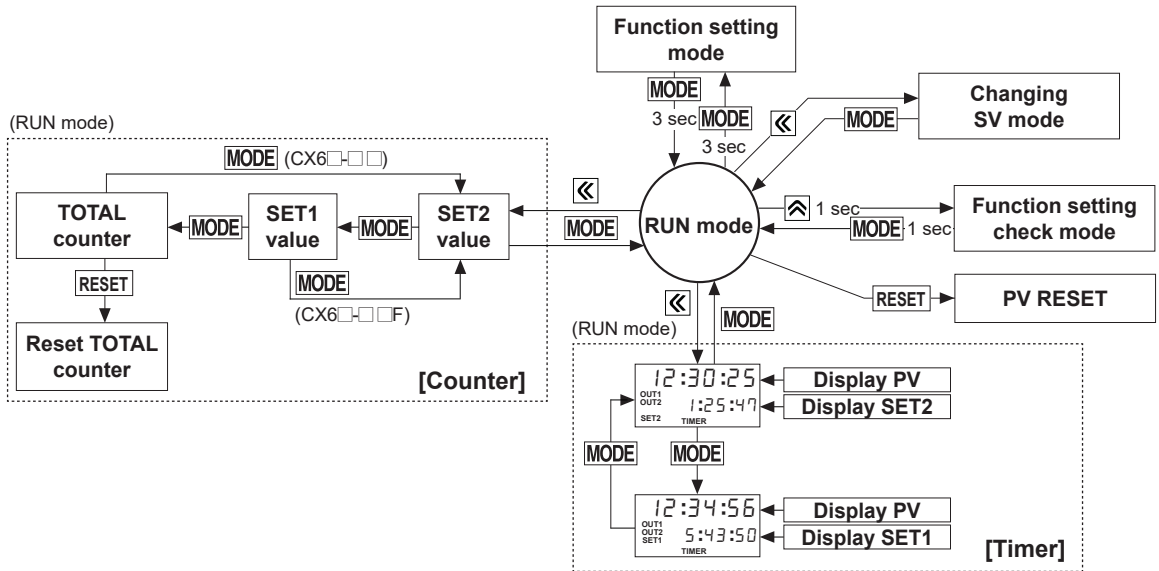 Function setting
mode
MODE
3 sec
MODE
3 sec
«
MODE
Changing
SV mode
(RUN mode)
MODE (CX6□-□□)
TOTAL
counter
MODE
SET1
value
MODE
SET2
value
«
MODE
RUN mode
1 sec
MODE 1 sec
Function setting
check mode
RESET
MODE
(CX6□-□□F)
RESET
PV RESET
Reset TOTAL
counter
[Counter]
«
MODE
(RUN mode)
12:30:25
Display PV
OUT1
OUT2
1:25:47
Display SET2
SET2
TIMER
MODE
MODE
12:34:56
Display PV
OUT1
OUT2
SET1
5:43:50
Display SET1
TIMER
[Timer]